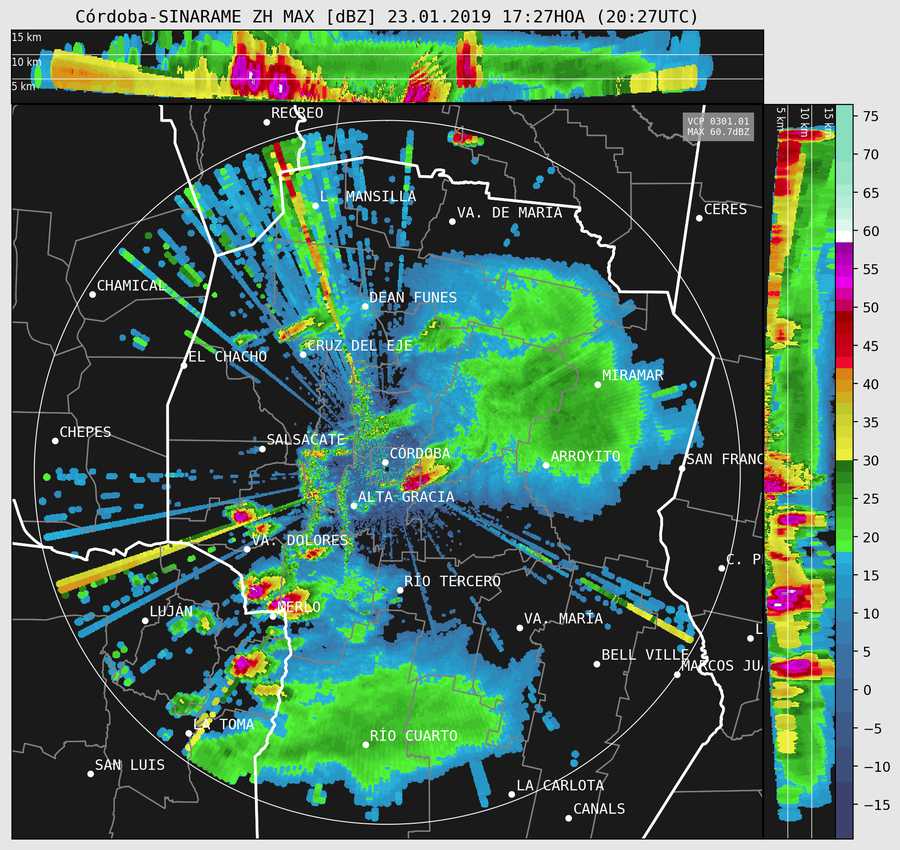 Córdoba-SINARAME ZH MAX [dBZ] 23.01.2019 17:27HOA (20:27UTC)
15 km
10 km
5 km
5 km
10 km
15 km
VCP 0301.01
MAX 60.7dBZ
RECREO
L. MANSILLA
VA. DE MARIA
CERES
CHAMICAL
DEAN FUNES
CRUZ DEL EJE
EL CHACHO
MIRAMAR
CHEPES
SALSACATE
CÓRDOBA
ARROYITO
SAN FRANC
ALTA GRACIA
VA. DOLORES
C. P
RÍO TERCERO
LUJÁN
MERLO
VA. MARÍA
L
BELL VILLE
MARCOS JUÁ
LA TOMA
RÍO CUARTO
SAN LUIS
LA CARLOTA
CANALS
75
70
65
60
55
50
45
40
35
30
25
20
15
10
5
0
−5
−10
−15